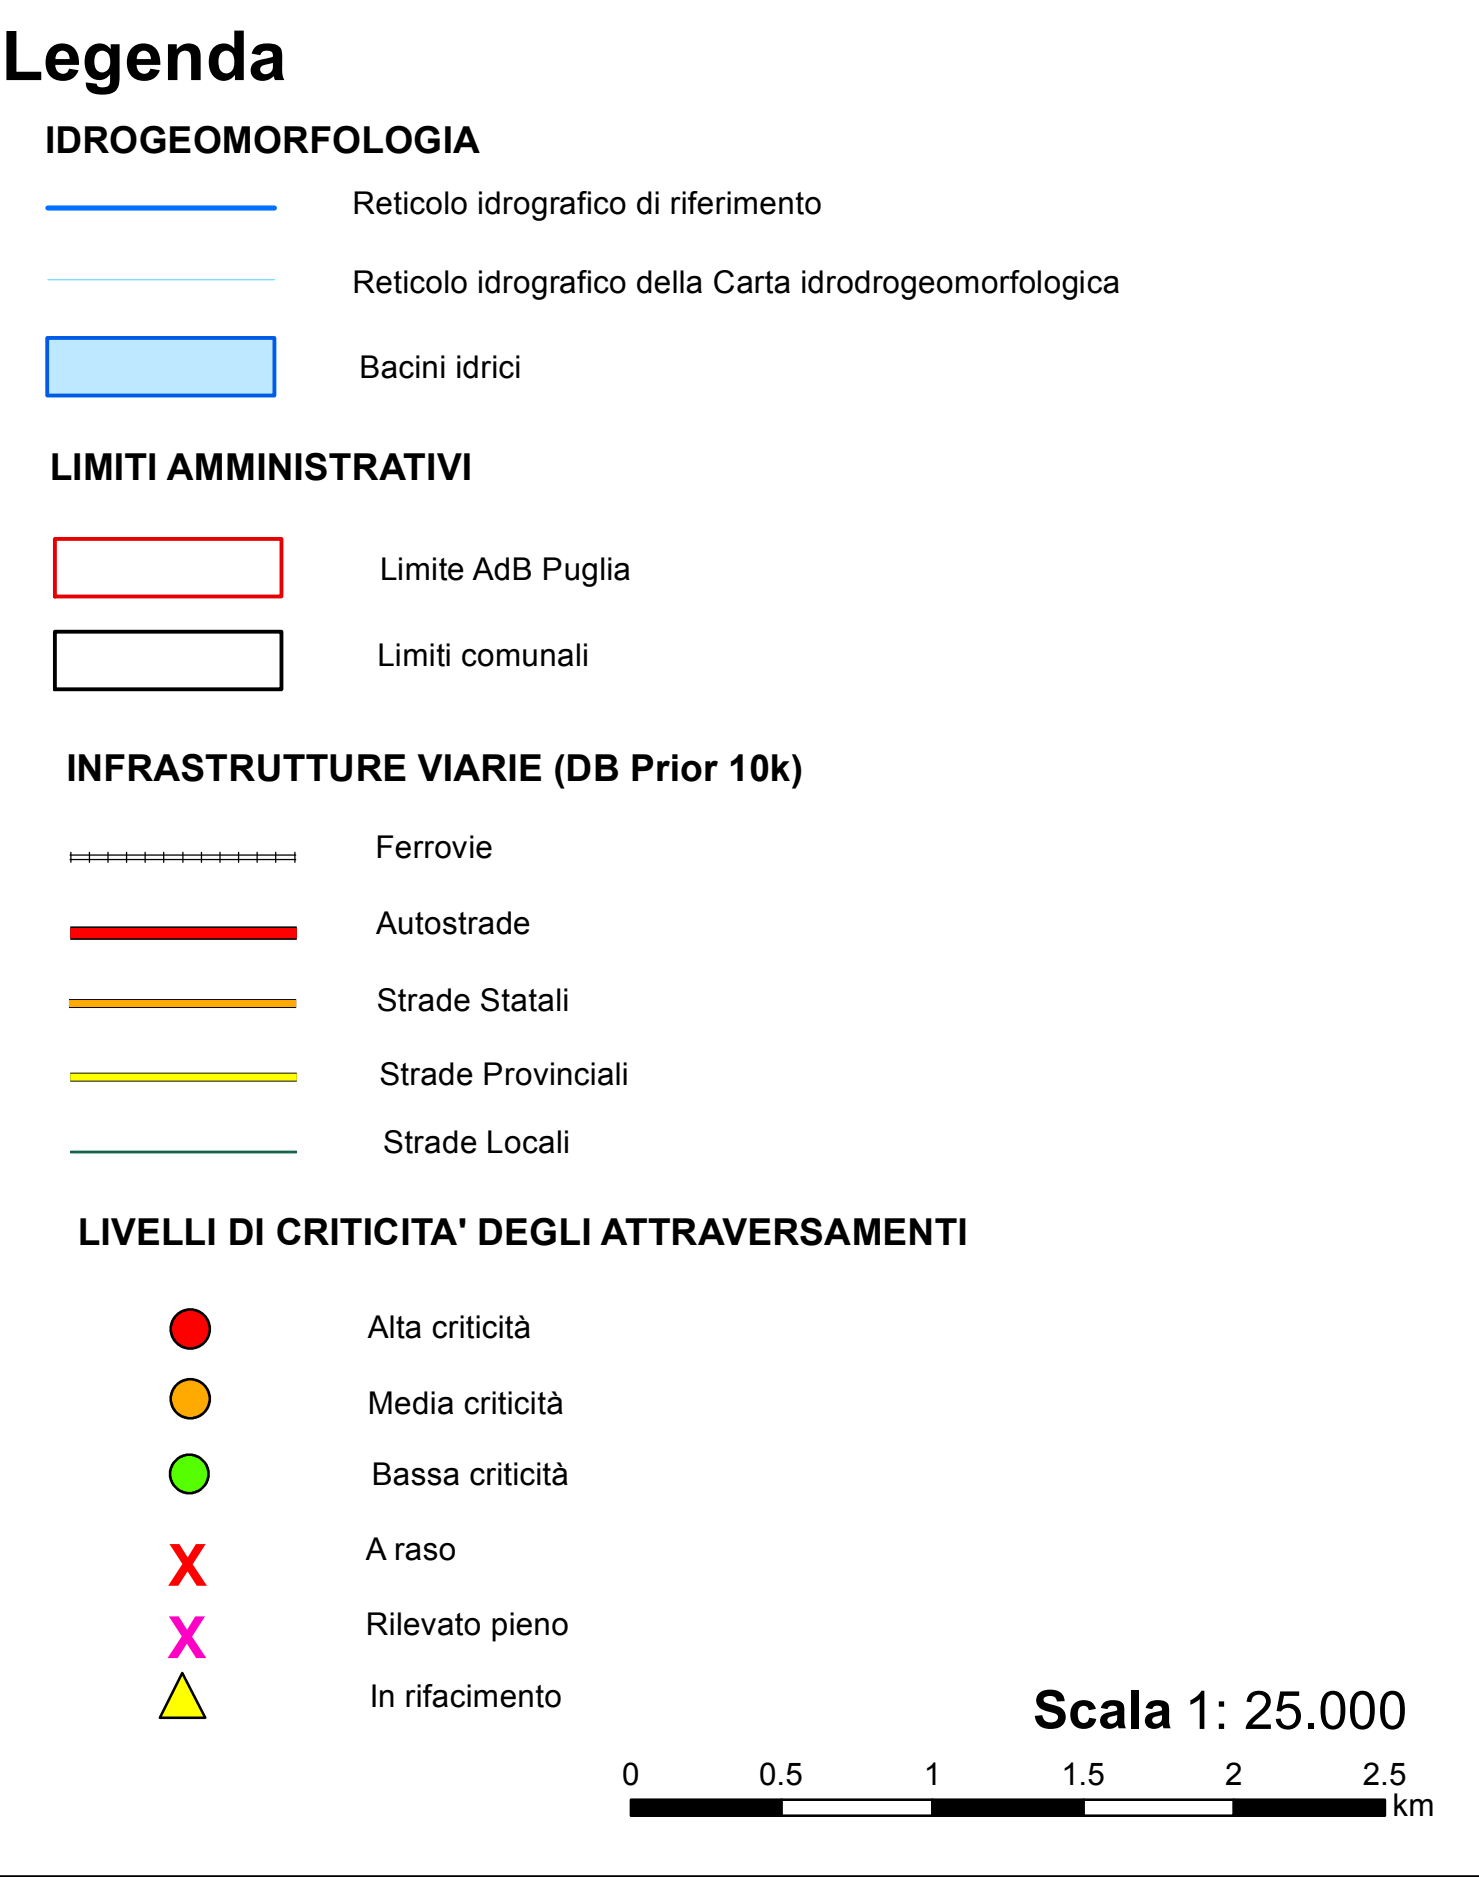 Legenda
IDROGEOMORFOLOGIA
Reticolo idrografico di riferimento
Reticolo idrografico della Carta idrodrogeomorfologica
Bacini idrici
LIMITI AMMINISTRATIVI
Limite AdB Puglia
Limiti comunali
INFRASTRUTTURE VIARIE (DB Prior 10k)
Ferrovie
Autostrade
Strade Statali
Strade Provinciali
Strade Locali
LIVELLI DI CRITICITA' DEGLI ATTRAVERSAMENTI
Alta criticità
Media criticità
Bassa criticità
X A raso
X Rilevato pieno
In rifacimento
Scala 1: 25.000
0 0.5 1 1.5 2 2.5
km